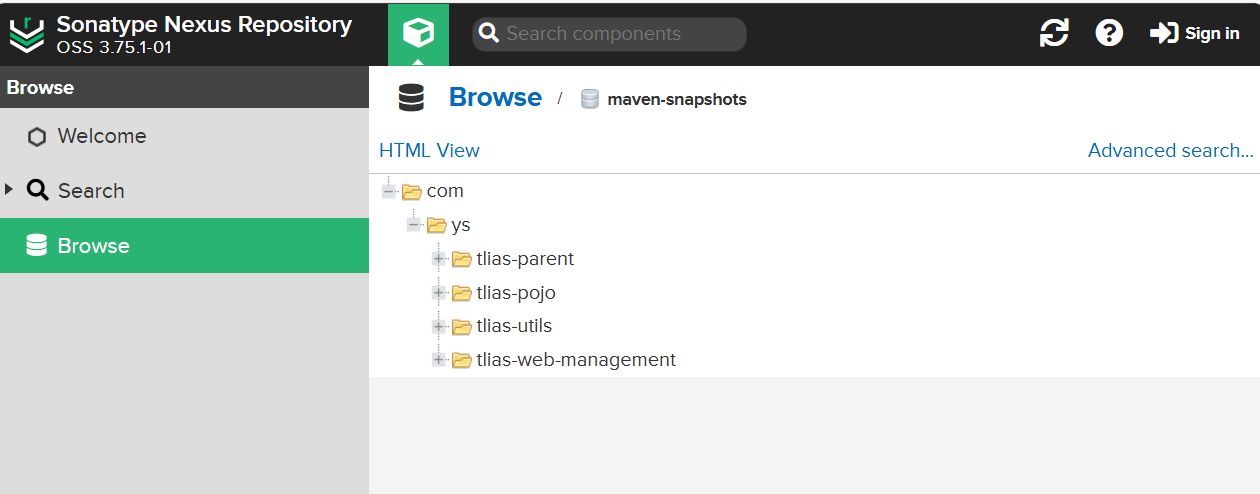 Sonatype Nexus Repository
OSS 3.75.1-01
Search components
Sign in
Browse
Welcome
Search
Browse
Browse / maven-snapshots
HTML View
Advanced search...
com
ys
tlias-parent
tlias-pojo
tlias-utils
tlias-web-management